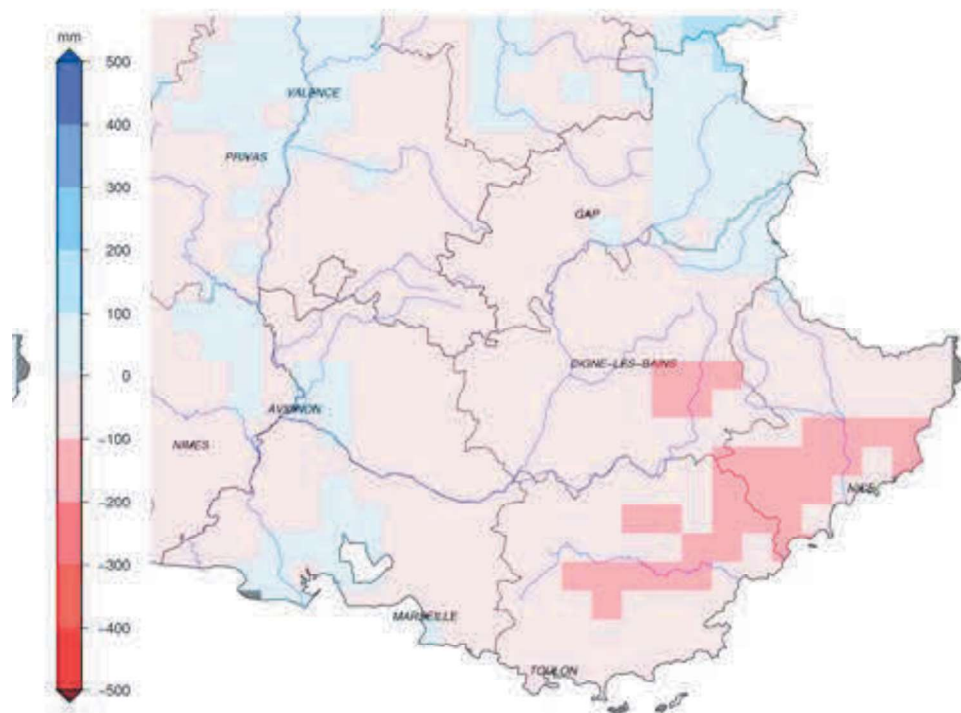 mm
500
400
300
200
100
0
-100
-200
-300
-400
-500
VALENCE
PRIVAS
GAP
DIGNE-LES-BAINS
AVIGNON
NIMES
NICE
MARSEILLE
TOULON